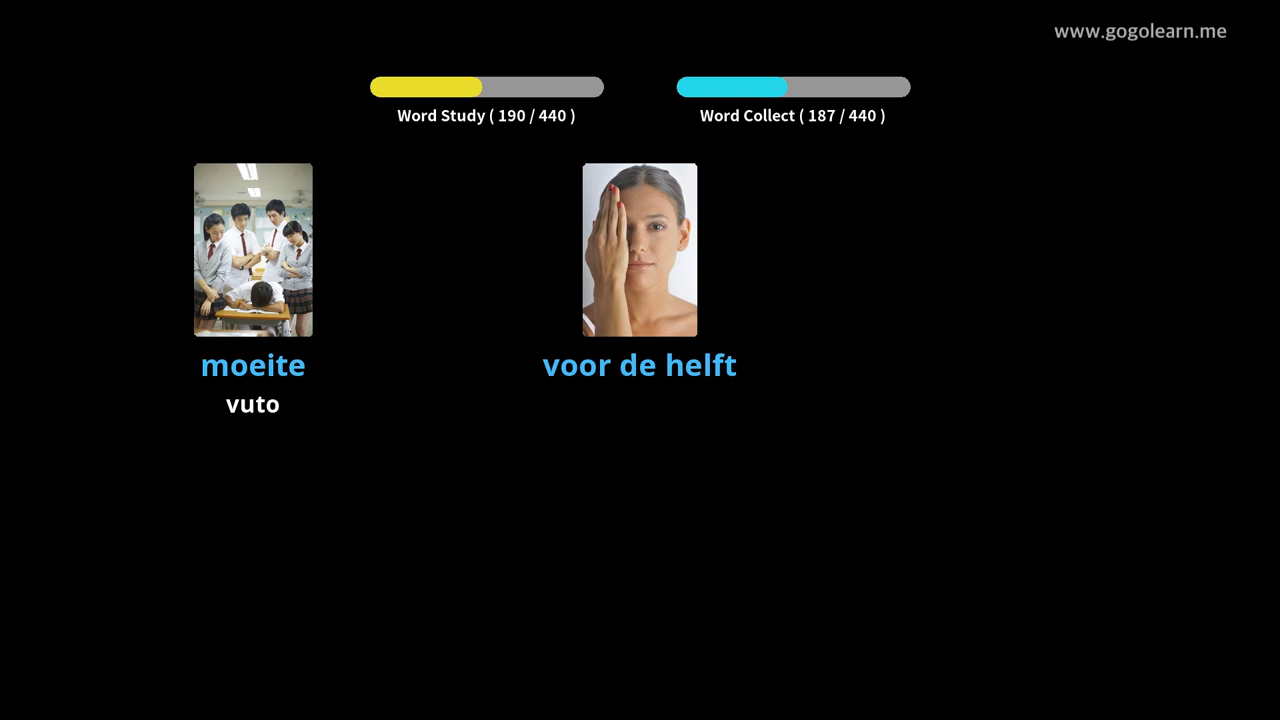 www.gogolearn.me
Word Study ( 190 / 440 )
Word Collect ( 187 / 440 )
moeite
vuto
voor de helft